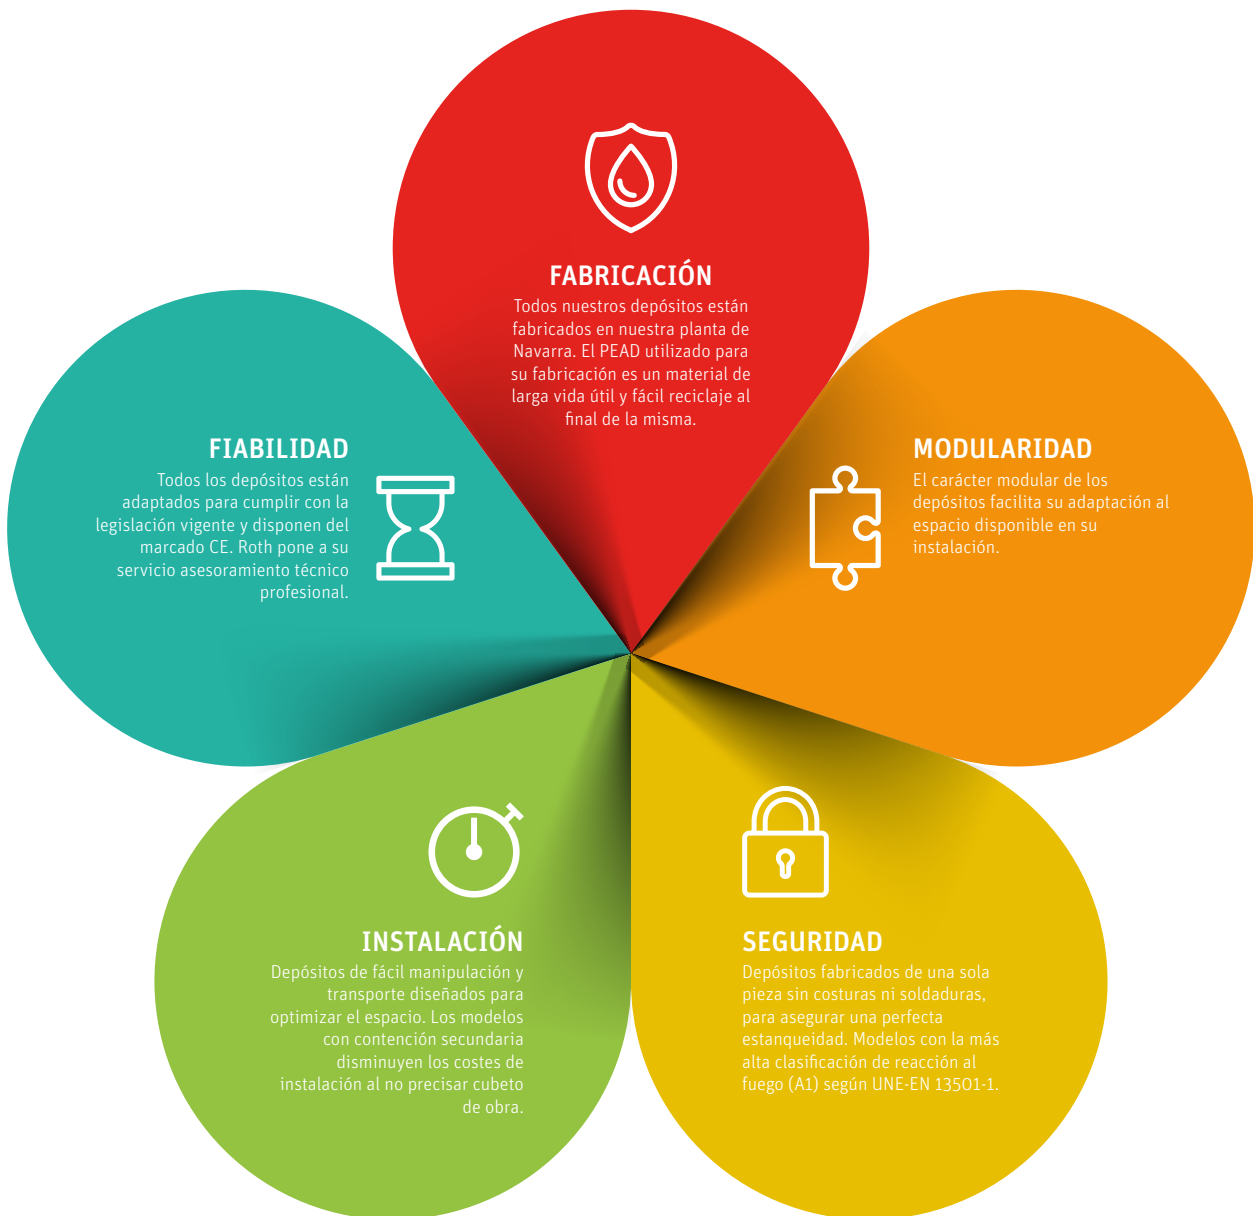 FABRICACIÓN
Todos nuestros depósitos están
fabricados en nuestra planta de
Navarra. El PEAD utilizado para
su fabricación es un material de
larga vida útil y fácil reciclaje al
final de la misma.
MODULARIDAD
El carácter modular de los
depósitos facilita su adaptación al
espacio disponible en su
instalación.
SEGURIDAD
Depósitos fabricados de una sola
pieza sin costuras ni soldaduras,
para asegurar una perfecta
estanqueidad. Modelos con la más
alta clasificación de reacción al
fuego (A1) según UNE-EN 13501-1.
INSTALACIÓN
Depósitos de fácil manipulación y
transporte diseñados para
optimizar el espacio. Los modelos
con contención secundaria
disminuyen los costes de
instalación al no precisar cubeto
de obra.
FIABILIDAD
Todos los depósitos están
adaptados para cumplir con la
legislación vigente y disponen del
marcado CE. Roth pone a su
servicio asesoramiento técnico
profesional.